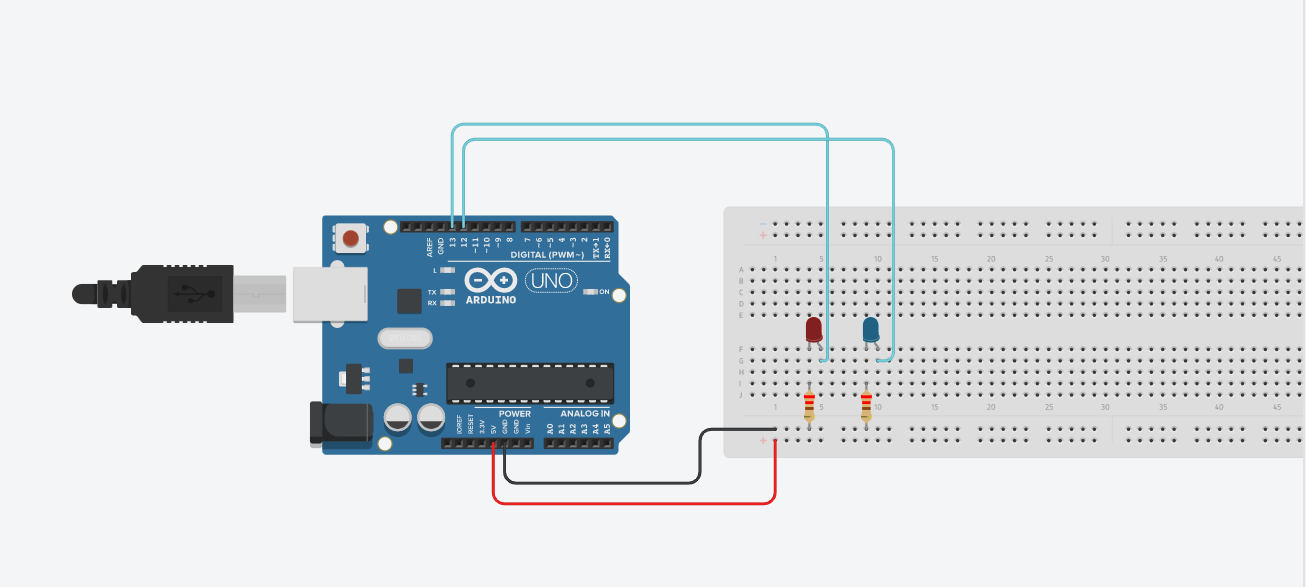 AREF
GND
13
12
~11
~10
~9
8
7
~6
~5
4
~3
2
TX→1
RX←0
DIGITAL (PWM~)
L
TX
RX
ARDUINO
UNO
ON
POWER
ANALOG IN
IOREF
RESET
3.3V
5V
GND
GND
Vin
A0
A1
A2
A3
A4
A5
− +
1 5 10 15 20 25 30 35 40 45
A
B
C
D
E
F
G
H
I
J
1 5 10 15 20 25 30 35 40 45
+